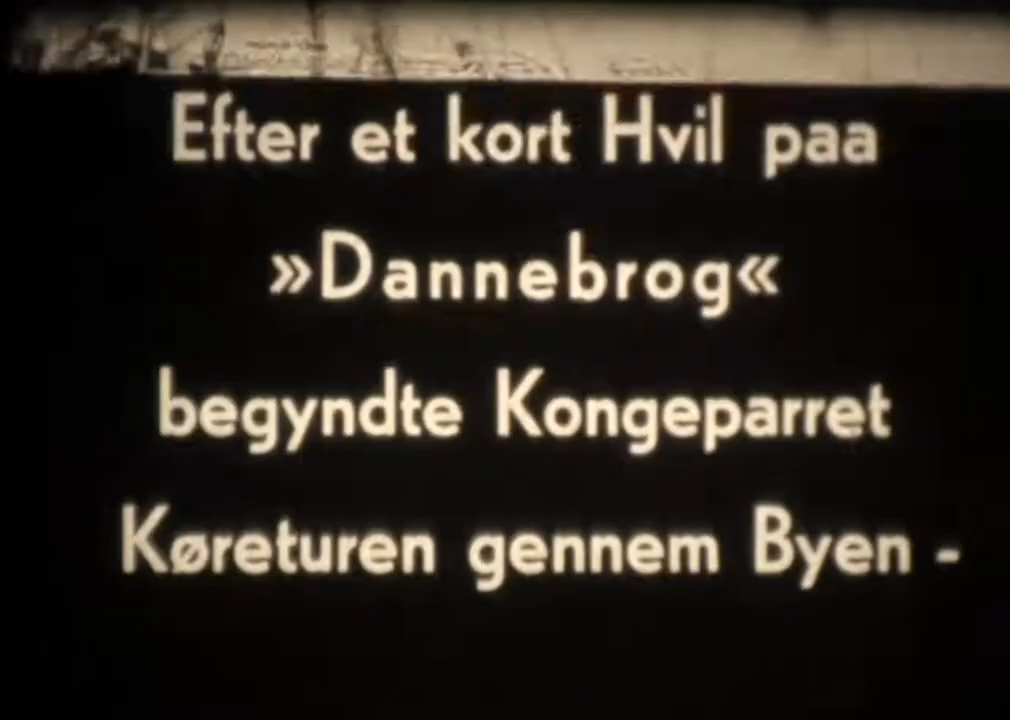 Efter et kort Hvil paa
»Dannebrog«
begyndte Kongeparret
Køreturen gennem Byen -